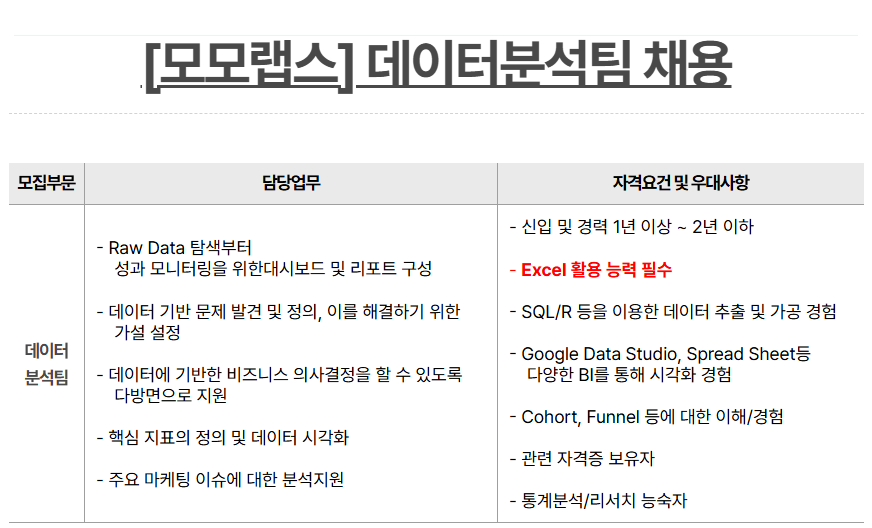 [모모랩스] 데이터분석팀 채용
모집부문
담당업무
자격요건 및 우대사항
데이터
분석팀
- Raw Data 탐색부터
성과 모니터링을 위한대시보드 및 리포트 구성
- 데이터 기반 문제 발견 및 정의, 이를 해결하기 위한
가설 설정
- 데이터에 기반한 비즈니스 의사결정을 할 수 있도록
다방면으로 지원
- 핵심 지표의 정의 및 데이터 시각화
- 주요 마케팅 이슈에 대한 분석지원
- 신입 및 경력 1년 이상 ~ 2년 이하
- Excel 활용 능력 필수
- SQL/R 등을 이용한 데이터 추출 및 가공 경험
- Google Data Studio, Spread Sheet등
다양한 BI를 통해 시각화 경험
- Cohort, Funnel 등에 대한 이해/경험
- 관련 자격증 보유자
- 통계분석/리서치 능숙자